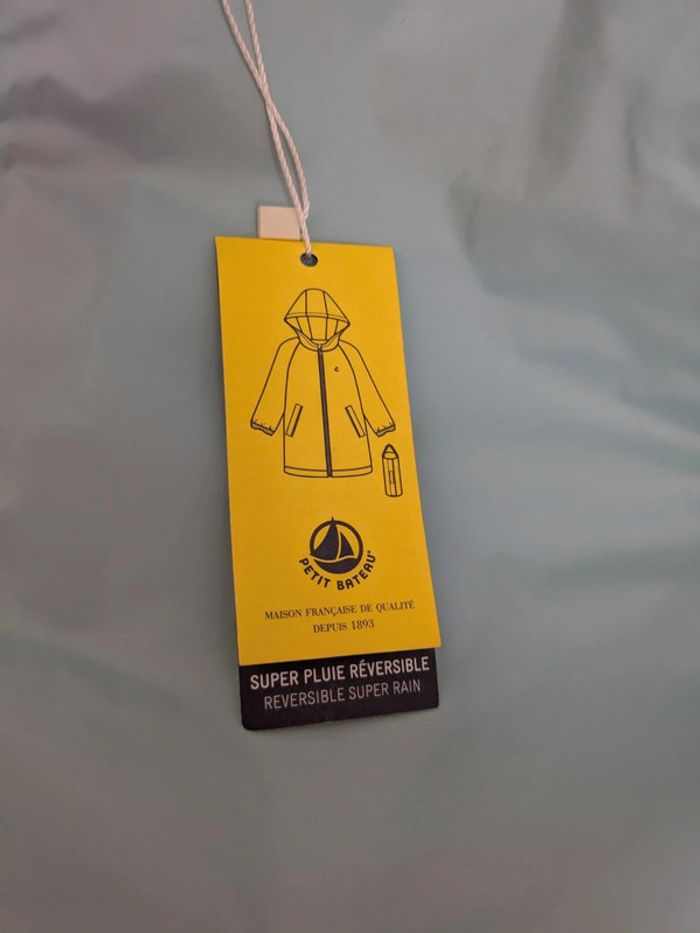 PETIT BATEAU®
MAISON FRANÇAISE DE QUALITÉ
DEPUIS 1893
SUPER PLUIE RÉVERSIBLE
REVERSIBLE SUPER RAIN